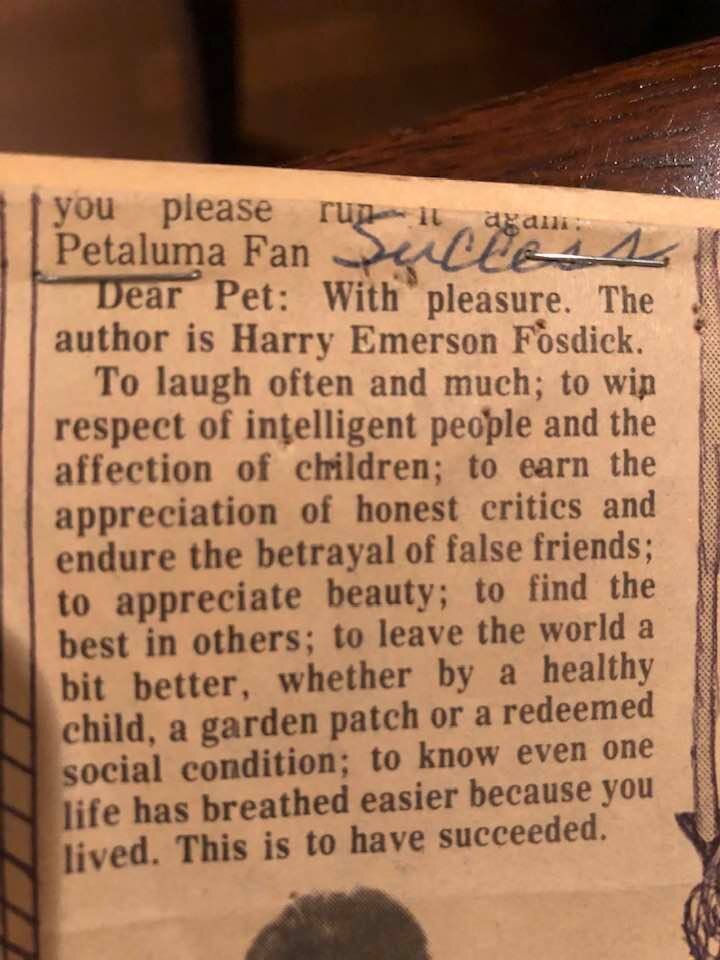 you please run it again?
Petaluma Fan Success
Dear Pet: With pleasure. The
author is Harry Emerson Fosdick.
To laugh often and much; to win
respect of intelligent people and the
affection of children; to earn the
appreciation of honest critics and
endure the betrayal of false friends;
to appreciate beauty; to find the
best in others; to leave the world a
bit better, whether by a healthy
child, a garden patch or a redeemed
social condition; to know even one
life has breathed easier because you
lived. This is to have succeeded.